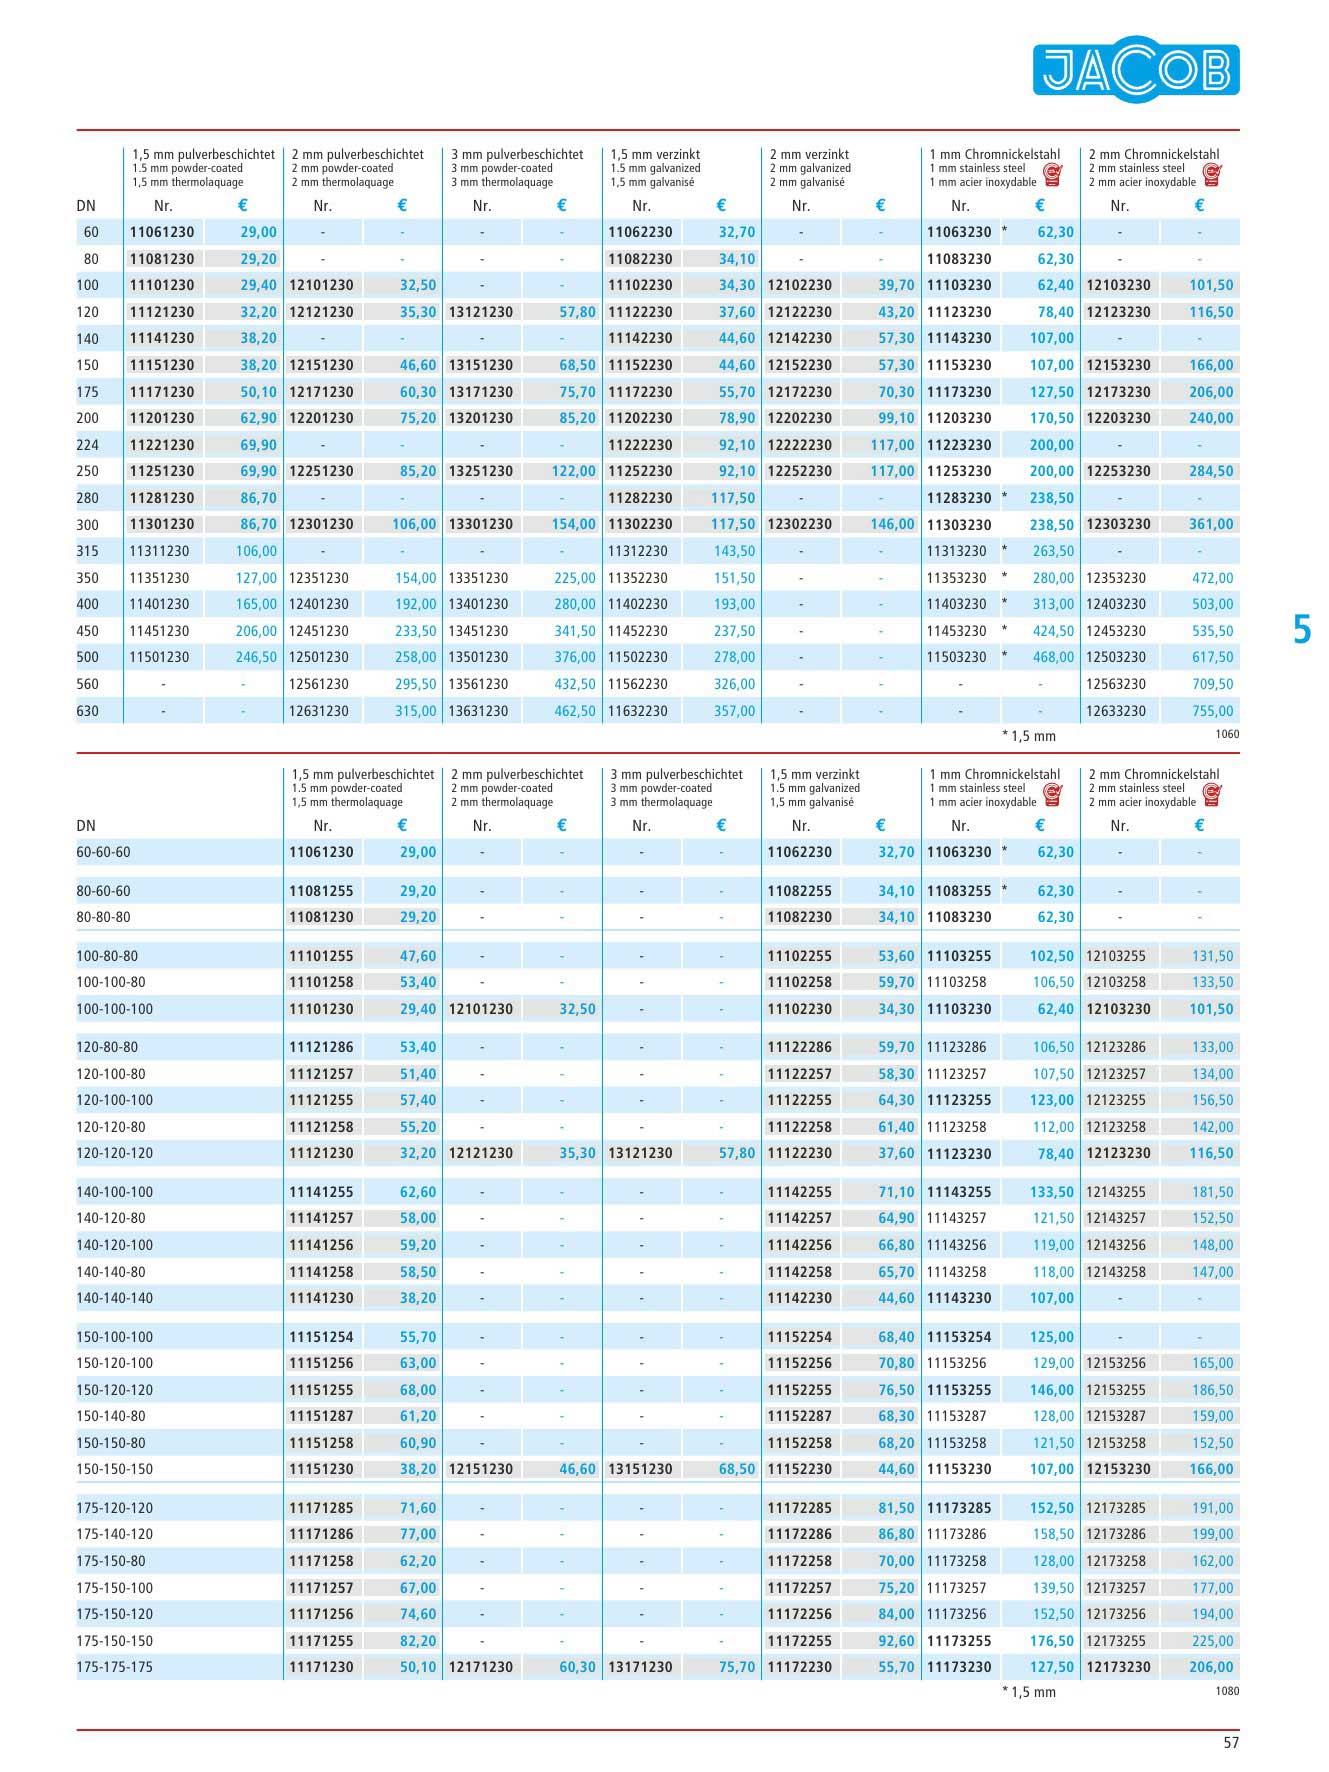 JACOB
1,5 mm pulverbeschichtet 2 mm pulverbeschichtet 3 mm pulverbeschichtet 1,5 mm verzinkt 2 mm verzinkt 1 mm Chromnickelstahl 2 mm Chromnickelstahl
1.5 mm powder-coated 2 mm powder-coated 3 mm powder-coated 1.5 mm galvanized 2 mm galvanized 1 mm stainless steel 2 mm stainless steel
1,5 mm thermolaquage 2 mm thermolaquage 3 mm thermolaquage 1,5 mm galvanisé 2 mm galvanisé 1 mm acier inoxydable 2 mm acier inoxydable
DN Nr. € Nr. € Nr. € Nr. € Nr. € Nr. € Nr. €
60 11061230 29,00 - - - - 11062230 32,70 - - 11063230 * 62,30 - -
80 11081230 29,20 - - - - 11082230 34,10 - - 11083230 62,30 - -
100 11101230 29,40 12101230 32,50 - - 11102230 34,30 12102230 39,70 11103230 62,40 12103230 101,50
120 11121230 32,20 12121230 35,30 13121230 57,80 11122230 37,60 12122230 43,20 11123230 78,40 12123230 116,50
140 11141230 38,20 - - - - 11142230 44,60 12142230 57,30 11143230 107,00 - -
150 11151230 38,20 12151230 46,60 13151230 68,50 11152230 44,60 12152230 57,30 11153230 107,00 12153230 166,00
175 11171230 50,10 12171230 60,30 13171230 75,70 11172230 55,70 12172230 70,30 11173230 127,50 12173230 206,00
200 11201230 62,90 12201230 75,20 13201230 85,20 11202230 78,90 12202230 99,10 11203230 170,50 12203230 240,00
224 11221230 69,90 - - - - 11222230 92,10 12222230 117,00 11223230 200,00 - -
250 11251230 69,90 12251230 85,20 13251230 122,00 11252230 92,10 12252230 117,00 11253230 200,00 12253230 284,50
280 11281230 86,70 - - - - 11282230 117,50 - - 11283230 * 238,50 - -
300 11301230 86,70 12301230 106,00 13301230 154,00 11302230 117,50 12302230 146,00 11303230 238,50 12303230 361,00
315 11311230 106,00 - - - - 11312230 143,50 - - 11313230 * 263,50 - -
350 11351230 127,00 12351230 154,00 13351230 225,00 11352230 151,50 - - 11353230 * 280,00 12353230 472,00
400 11401230 165,00 12401230 192,00 13401230 280,00 11402230 193,00 - - 11403230 * 313,00 12403230 503,00
450 11451230 206,00 12451230 233,50 13451230 341,50 11452230 237,50 - - 11453230 * 424,50 12453230 535,50
5
500 11501230 246,50 12501230 258,00 13501230 376,00 11502230 278,00 - - 11503230 * 468,00 12503230 617,50
560 - - 12561230 295,50 13561230 432,50 11562230 326,00 - - - - 12563230 709,50
630 - - 12631230 315,00 13631230 462,50 11632230 357,00 - - - - 12633230 755,00
* 1,5 mm 1060
1,5 mm pulverbeschichtet 2 mm pulverbeschichtet 3 mm pulverbeschichtet 1,5 mm verzinkt 1 mm Chromnickelstahl 2 mm Chromnickelstahl
1.5 mm powder-coated 2 mm powder-coated 3 mm powder-coated 1.5 mm galvanized 1 mm stainless steel 2 mm stainless steel
1,5 mm thermolaquage 2 mm thermolaquage 3 mm thermolaquage 1,5 mm galvanisé 1 mm acier inoxydable 2 mm acier inoxydable
DN Nr. € Nr. € Nr. € Nr. € Nr. € Nr. €
60-60-60 11061230 29,00 - - - - 11062230 32,70 11063230 * 62,30 - -
80-60-60 11081255 29,20 - - - - 11082255 34,10 11083255 * 62,30 - -
80-80-80 11081230 29,20 - - - - 11082230 34,10 11083230 62,30 - -
100-80-80 11101255 47,60 - - - - 11102255 53,60 11103255 102,50 12103255 131,50
100-100-80 11101258 53,40 - - - - 11102258 59,70 11103258 106,50 12103258 133,50
100-100-100 11101230 29,40 12101230 32,50 - - 11102230 34,30 11103230 62,40 12103230 101,50
120-80-80 11121286 53,40 - - - - 11122286 59,70 11123286 106,50 12123286 133,00
120-100-80 11121257 51,40 - - - - 11122257 58,30 11123257 107,50 12123257 134,00
120-100-100 11121255 57,40 - - - - 11122255 64,30 11123255 123,00 12123255 156,50
120-120-80 11121258 55,20 - - - - 11122258 61,40 11123258 112,00 12123258 142,00
120-120-120 11121230 32,20 12121230 35,30 13121230 57,80 11122230 37,60 11123230 78,40 12123230 116,50
140-100-100 11141255 62,60 - - - - 11142255 71,10 11143255 133,50 12143255 181,50
140-120-80 11141257 58,00 - - - - 11142257 64,90 11143257 121,50 12143257 152,50
140-120-100 11141256 59,20 - - - - 11142256 66,80 11143256 119,00 12143256 148,00
140-140-80 11141258 58,50 - - - - 11142258 65,70 11143258 118,00 12143258 147,00
140-140-140 11141230 38,20 - - - - 11142230 44,60 11143230 107,00 - -
150-100-100 11151254 55,70 - - - - 11152254 68,40 11153254 125,00 - -
150-120-100 11151256 63,00 - - - - 11152256 70,80 11153256 129,00 12153256 165,00
150-120-120 11151255 68,00 - - - - 11152255 76,50 11153255 146,00 12153255 186,50
150-140-80 11151287 61,20 - - - - 11152287 68,30 11153287 128,00 12153287 159,00
150-150-80 11151258 60,90 - - - - 11152258 68,20 11153258 121,50 12153258 152,50
150-150-150 11151230 38,20 12151230 46,60 13151230 68,50 11152230 44,60 11153230 107,00 12153230 166,00
175-120-120 11171285 71,60 - - - - 11172285 81,50 11173285 152,50 12173285 191,00
175-140-120 11171286 77,00 - - - - 11172286 86,80 11173286 158,50 12173286 199,00
175-150-80 11171258 62,20 - - - - 11172258 70,00 11173258 128,00 12173258 162,00
175-150-100 11171257 67,00 - - - - 11172257 75,20 11173257 139,50 12173257 177,00
175-150-120 11171256 74,60 - - - - 11172256 84,00 11173256 152,50 12173256 194,00
175-150-150 11171255 82,20 - - - - 11172255 92,60 11173255 176,50 12173255 225,00
175-175-175 11171230 50,10 12171230 60,30 13171230 75,70 11172230 55,70 11173230 127,50 12173230 206,00
* 1,5 mm 1080
57